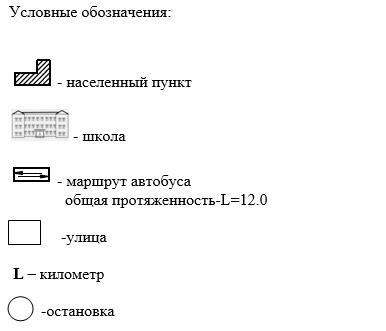 Условные обозначения:
- населенный пункт
- школа
- маршрут автобуса
общая протяженность-L=12.0
-улица
L – километр
-остановка